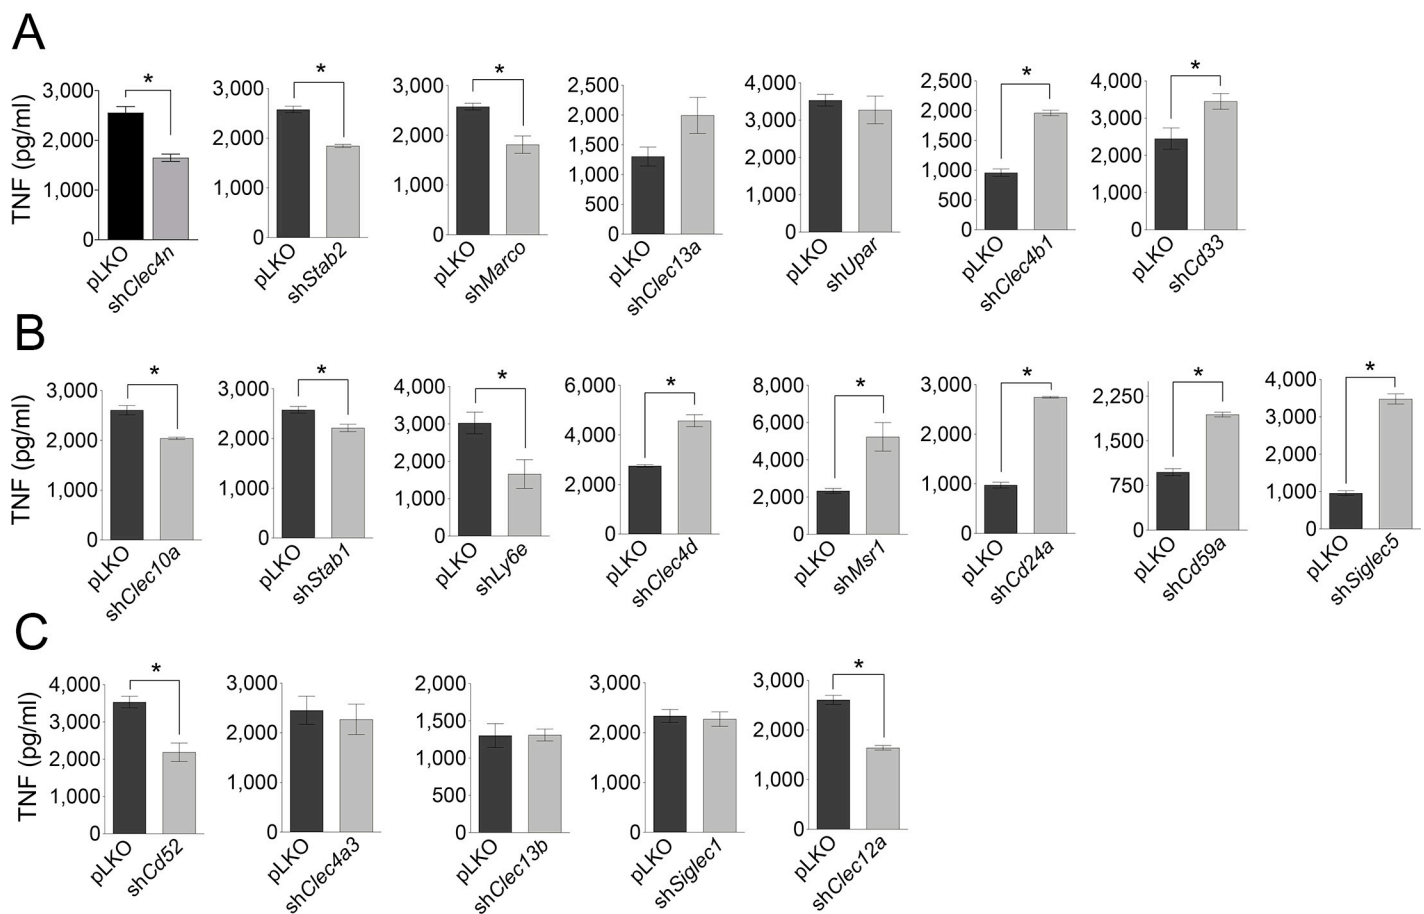 A
* * * * *
3,000 3,000 3,000 2,500 4,000 2,500 4,000
2,000 2,000 2,000 2,000 3,000 2,000 3,000
1,500 2,000 1,500 2,000
1,000 1,000 1,000 1,000 1,000 1,000 1,000
500 500
0 0 0 0 0 0 0
TNF (pg/ml)
pLKO shClec4n pLKO shStab2 pLKO shMarco pLKO shClec13a pLKO shUpar pLKO shClec4b1 pLKO shCd33
B
* * * * * * * *
3,000 3,000 4,000 6,000 8,000 3,000 2,250 4,000
2,000 2,000 3,000 4,000 6,000 2,000 1,500 3,000
2,000 4,000 2,000
1,000 1,000 1,000 2,000 2,000 1,000 750 1,000
0 0 0 0 0 0 0 0
TNF (pg/ml)
pLKO shClec10a pLKO shStab1 pLKO shLy6e pLKO shClec4d pLKO shMsr1 pLKO shCd24a pLKO shCd59a pLKO shSiglec5
C
* *
4,000 3,000 2,000 3,000 3,000
3,000 2,000 1,500 2,000 2,000
2,000 1,000
1,000 1,000 500 1,000 1,000
0 0 0 0 0
TNF (pg/ml)
pLKO shCd52 pLKO shClec4a3 pLKO shClec13b pLKO shSiglec1 pLKO shClec12a